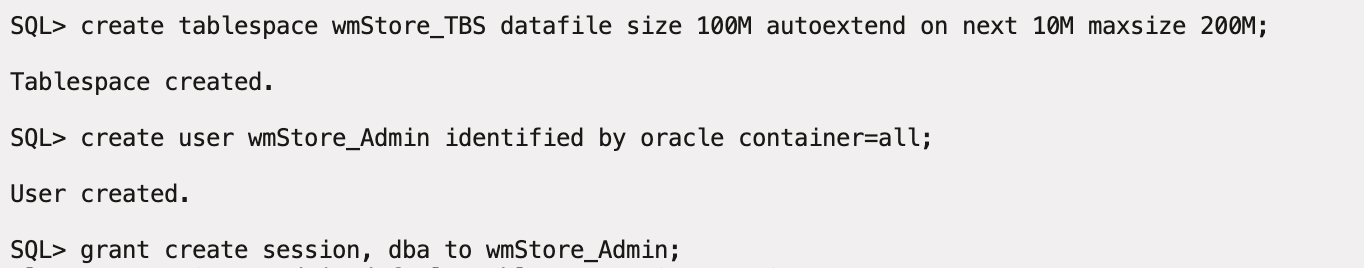 SQL> create tablespace wmStore_TBS datafile size 100M autoextend on next 10M maxsize 200M;
Tablespace created.
SQL> create user wmStore_Admin identified by oracle container=all;
User created.
SQL> grant create session, dba to wmStore_Admin;